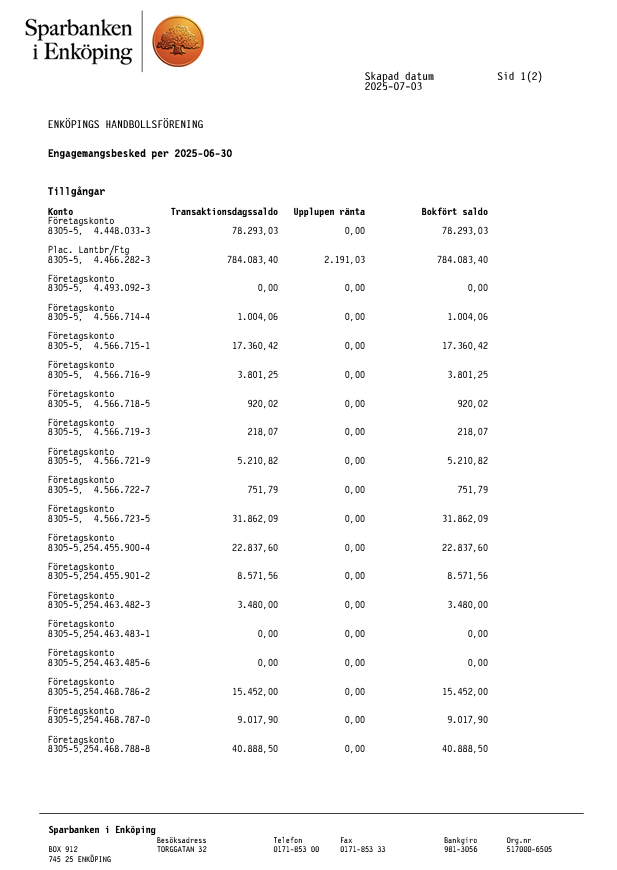 Sparbanken
i Enköping
Skapad datum Sid 1(2)
2025-07-03
ENKÖPINGS HANDBOLLSFÖRENING
Engagemangsbesked per 2025-06-30
Tillgångar
Konto Transaktionsdagssaldo Upplupen ränta Bokfört saldo
Företagskonto
8305-5, 4.448.033-3 78.293,03 0,00 78.293,03
Plac. Lantbr/Ftg
8305-5, 4.466.282-3 784.083,40 2.191,03 784.083,40
Företagskonto
8305-5, 4.493.092-3 0,00 0,00 0,00
Företagskonto
8305-5, 4.566.714-4 1.004,06 0,00 1.004,06
Företagskonto
8305-5, 4.566.715-1 17.360,42 0,00 17.360,42
Företagskonto
8305-5, 4.566.716-9 3.801,25 0,00 3.801,25
Företagskonto
8305-5, 4.566.718-5 920,02 0,00 920,02
Företagskonto
8305-5, 4.566.719-3 218,07 0,00 218,07
Företagskonto
8305-5, 4.566.721-9 5.210,82 0,00 5.210,82
Företagskonto
8305-5, 4.566.722-7 751,79 0,00 751,79
Företagskonto
8305-5, 4.566.723-5 31.862,09 0,00 31.862,09
Företagskonto
8305-5,254.455.900-4 22.837,60 0,00 22.837,60
Företagskonto
8305-5,254.455.901-2 8.571,56 0,00 8.571,56
Företagskonto
8305-5,254.463.482-3 3.480,00 0,00 3.480,00
Företagskonto
8305-5,254.463.483-1 0,00 0,00 0,00
Företagskonto
8305-5,254.463.485-6 0,00 0,00 0,00
Företagskonto
8305-5,254.468.786-2 15.452,00 0,00 15.452,00
Företagskonto
8305-5,254.468.787-0 9.017,90 0,00 9.017,90
Företagskonto
8305-5,254.468.788-8 40.888,50 0,00 40.888,50
Sparbanken i Enköping
Besöksadress Telefon Fax Bankgiro Org.nr
BOX 912 TORGGATAN 32 0171-853 00 0171-853 33 981-3056 517000-6505
745 25 ENKÖPING